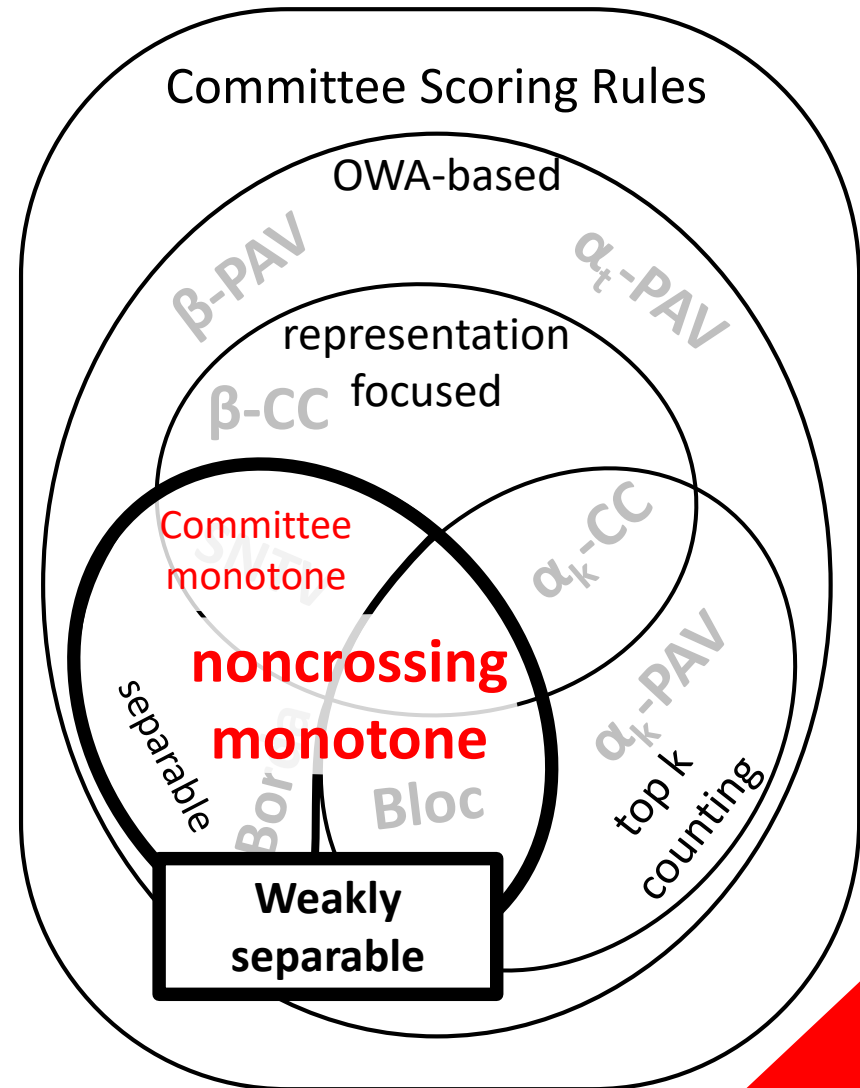 Committee Scoring Rules
OWA-based
β-PAV
αₜ-PAV
representation
focused
β-CC
Committee
monotone
SNTV
αₖ-CC
noncrossing
monotone
separable
αₖ-PAV
Bloc
top k
counting
Weakly
separable